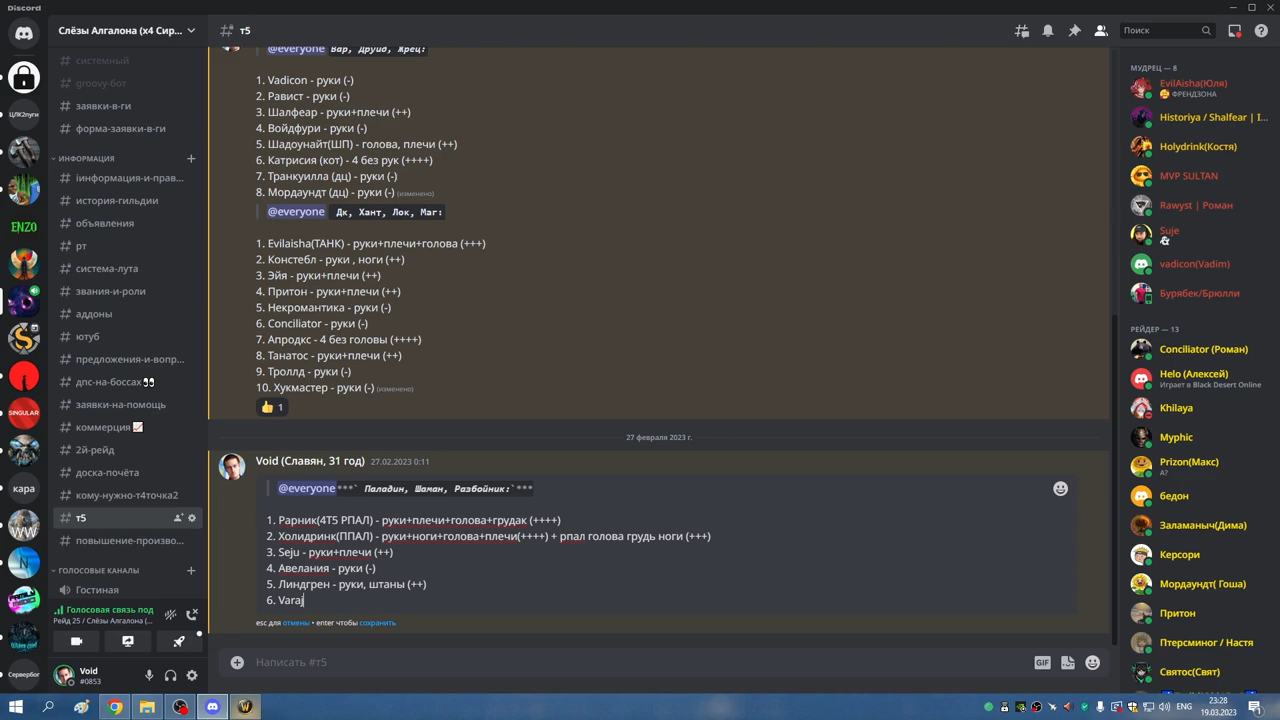 Discord
Слёзы Алгалона (x4 Сир...
т5
Поиск
системный
groovy-бот
заявки-в-ги
форма-заявки-в-ги
ИНФОРМАЦИЯ
iинформация-и-прав...
история-гильдии
объявления
рт
система-лута
звания-и-роли
аддоны
ютуб
предложения-и-вопр...
дпс-на-боссах
заявки-на-помощь
коммерция
2й-рейд
доска-почёта
кому-нужно-т4точка2
т5
повышение-произво...
ГОЛОСОВЫЕ КАНАЛЫ
Гостиная
Голосовая связь под
Рейд 25 / Слёзы Алгалона (х...
Void
#0853
ЦЛК2луги
ENZO
SINGULAR
кара
WW
Сервербог
@everyone Вар, Друид, Жрец:
1. Vadicon - руки (-)
2. Равист - руки (-)
3. Шалфеар - руки+плечи (++)
4. Войдфури - руки (-)
5. Шадоунайт(ШП) - голова, плечи (++)
6. Катрисия (кот) - 4 без рук (++++)
7. Транкуилла (дц) - руки (-)
8. Мордаундт (дц) - руки (-) (изменено)
@everyone Дк, Хант, Лок, Маг:
1. Evilaisha(ТАНК) - руки+плечи+голова (+++)
2. Констебл - руки , ноги (++)
3. Эйя - руки+плечи (++)
4. Притон - руки+плечи (++)
5. Некромантика - руки (-)
6. Conciliator - руки (-)
7. Апродкс - 4 без головы (++++)
8. Танатос - руки+плечи (++)
9. Троллд - руки (-)
10. Хукмастер - руки (-) (изменено)
1
27 февраля 2023 г.
Void (Славян, 31 год) 27.02.2023 0:11
@everyone***` Паладин, Шаман, Разбойник:`***
1. Рарник(4Т5 РПАЛ) - руки+плечи+голова+грудак (++++)
2. Холидринк(ППАЛ) - руки+ноги+голова+плечи(++++) + рпал голова грудь ноги (+++)
3. Seju - руки+плечи (++)
4. Авелания - руки (-)
5. Линдгрен - руки, штаны (++)
6. Varaj
esc для отмены • enter чтобы сохранить
Написать #т5
GIF
МУДРЕЦ — 8
EvilAisha(Юля)
ФРЕНДЗОНА
Historiya / Shalfear | I...
Holydrink(Костя)
MVP SULTAN
Rawyst | Роман
Suje
vadicon(Vadim)
Бурябек/Брюлли
РЕЙДЕР — 13
Conciliator (Роман)
Helo (Алексей)
Играет в Black Desert Online
Khilaya
Myphic
Prizon(Макс)
А?
бедон
Заламаныч(Дима)
Керсори
Мордаундт( Гоша)
Притон
Птерсминог / Настя
Святос(Свят)
ENG
23:28
19.03.2023